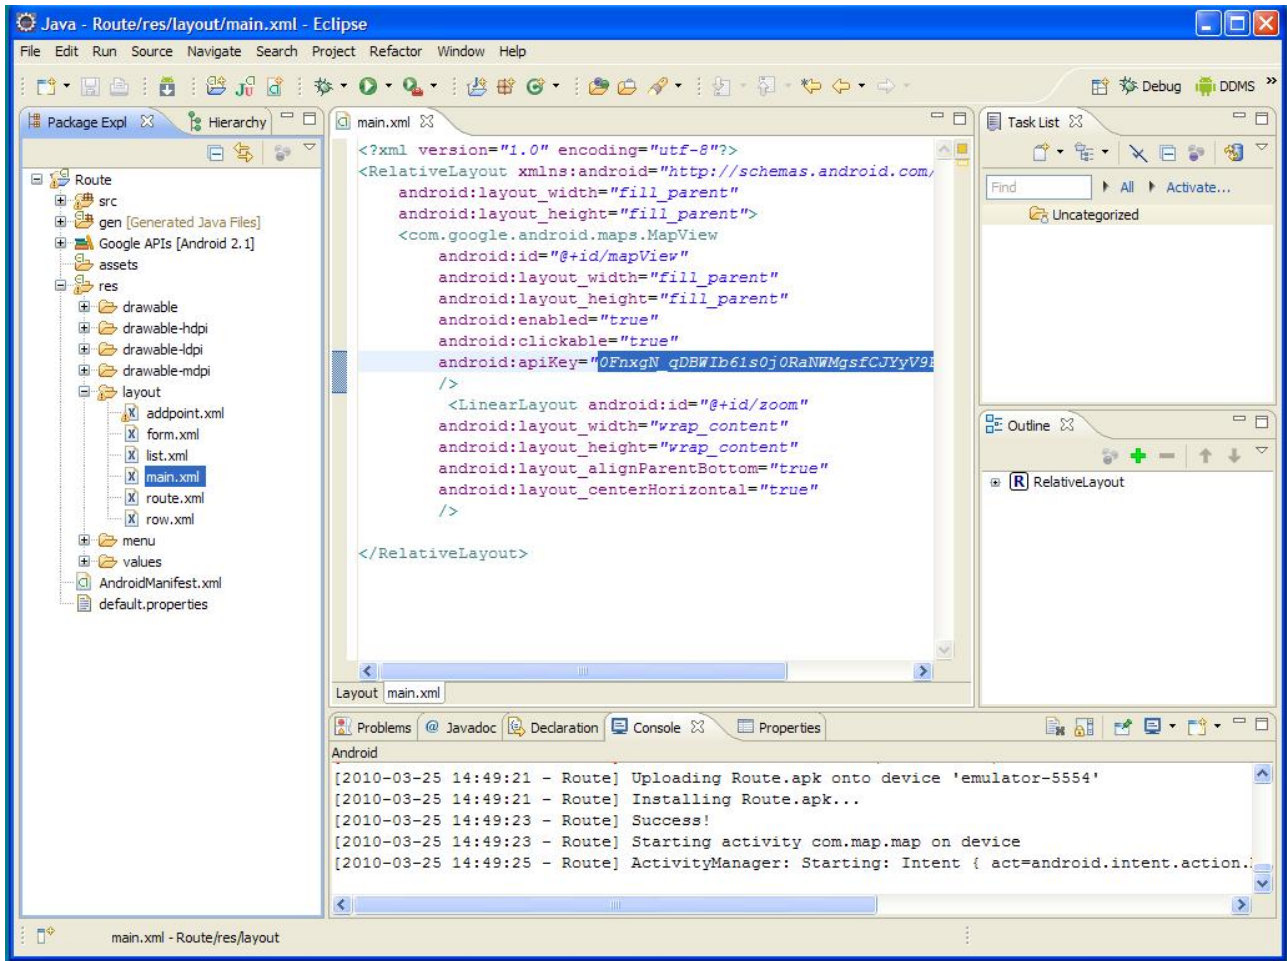 Java - Route/res/layout/main.xml - Eclipse
File Edit Run Source Navigate Search Project Refactor Window Help
Debug DDMS »
Package Expl Hierarchy
Route
src
gen [Generated Java Files]
Google APIs [Android 2.1]
assets
res
drawable
drawable-hdpi
drawable-ldpi
drawable-mdpi
layout
addpoint.xml
form.xml
list.xml
main.xml
route.xml
row.xml
menu
values
AndroidManifest.xml
default.properties
main.xml
<?xml version="1.0" encoding="utf-8"?>
<RelativeLayout xmlns:android="http://schemas.android.com/
android:layout_width="fill_parent"
android:layout_height="fill_parent">
<com.google.android.maps.MapView
android:id="@+id/mapView"
android:layout_width="fill_parent"
android:layout_height="fill_parent"
android:enabled="true"
android:clickable="true"
android:apiKey="0FnxgN_qDBWIb61s0j0RaNWMgsfCJYyV9
/>
<LinearLayout android:id="@+id/zoom"
android:layout_width="wrap_content"
android:layout_height="wrap_content"
android:layout_alignParentBottom="true"
android:layout_centerHorizontal="true"
/>
</RelativeLayout>
Layout main.xml
Task List
Find All Activate...
Uncategorized
Outline
RelativeLayout
Problems Javadoc Declaration Console Properties
Android
[2010-03-25 14:49:21 - Route] Uploading Route.apk onto device 'emulator-5554'
[2010-03-25 14:49:21 - Route] Installing Route.apk...
[2010-03-25 14:49:23 - Route] Success!
[2010-03-25 14:49:23 - Route] Starting activity com.map.map on device
[2010-03-25 14:49:25 - Route] ActivityManager: Starting: Intent { act=android.intent.action.
main.xml - Route/res/layout